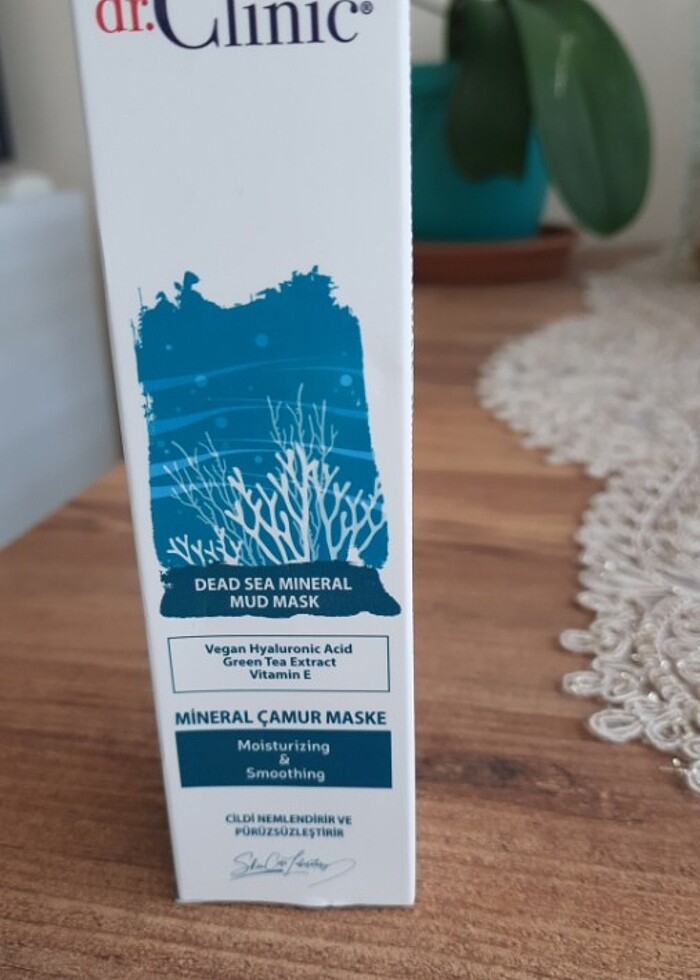 dr.Clinic®
DEAD SEA MINERAL
MUD MASK
Vegan Hyaluronic Acid
Green Tea Extract
Vitamin E
MİNERAL ÇAMUR MASKE
Moisturizing
&
Smoothing
CİLDİ NEMLENDİRİR VE
PÜRÜZSÜZLEŞTİRİR